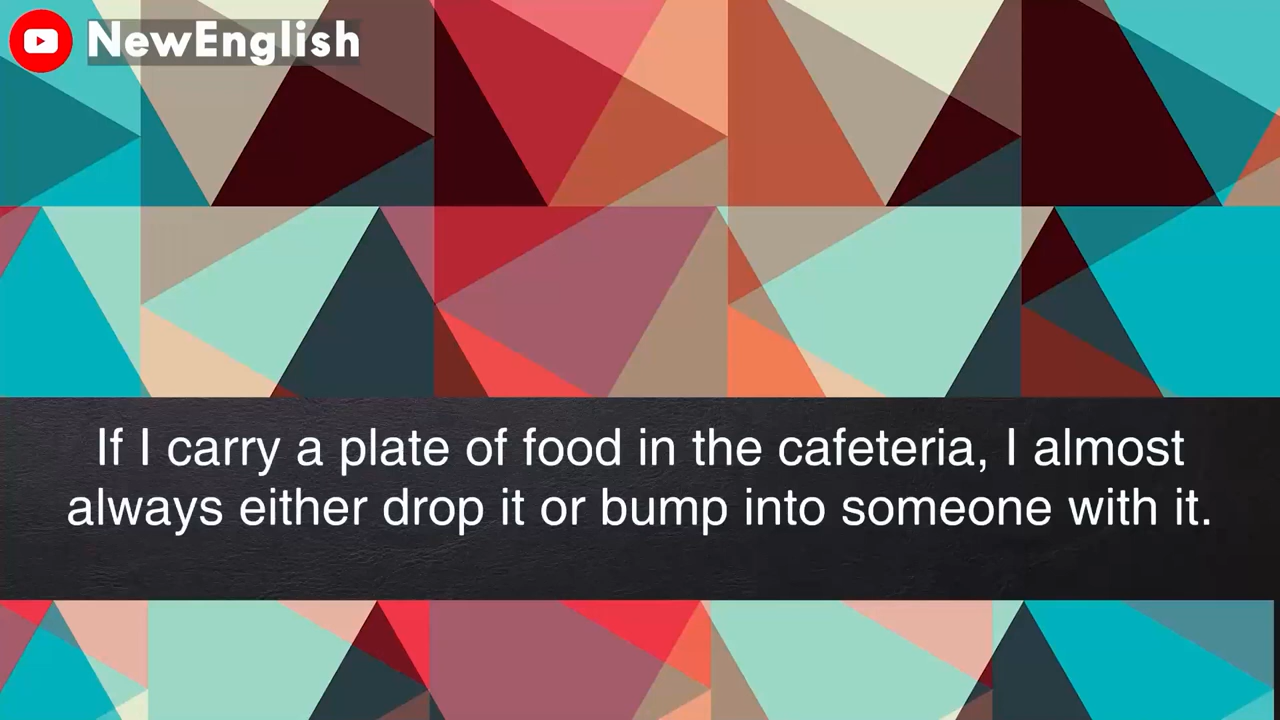 NewEnglish
If I carry a plate of food in the cafeteria, I almost
always either drop it or bump into someone with it.